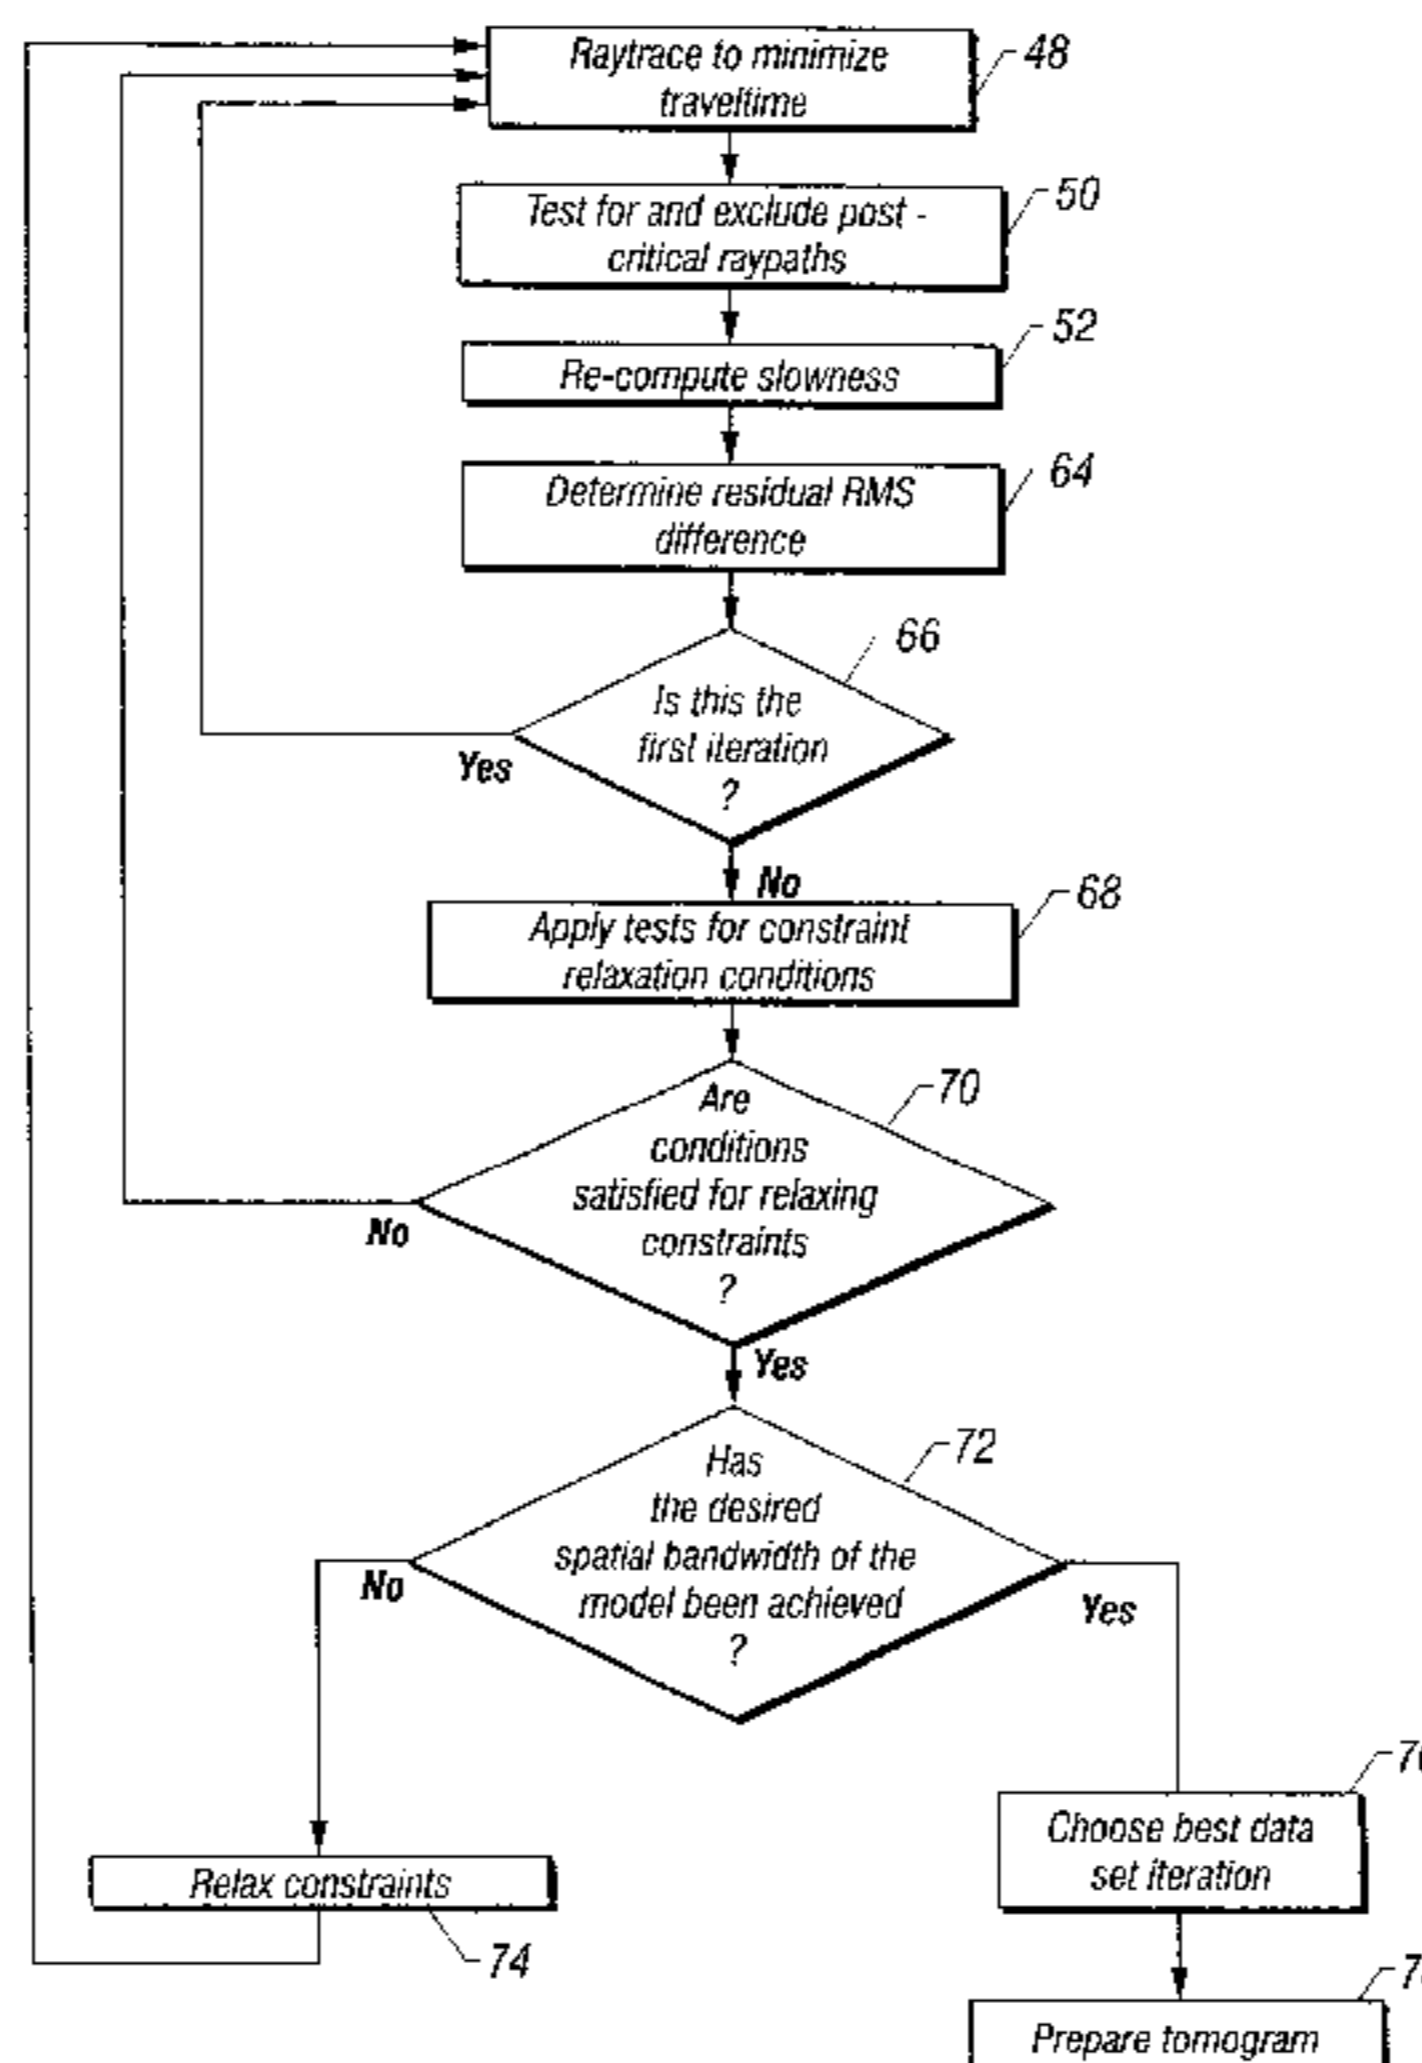 Raytrace to minimize
traveltime
48
Test for and exclude post -
critical raypaths
50
Re-compute slowness
52
Determine residual RMS
difference
64
66
Is this the
first iteration
?
Yes
No
68
Apply tests for constraint
relaxation conditions
70
Are
conditions
satisfied for relaxing
constraints
?
No
Yes
72
Has
the desired
spatial bandwidth of the
model been achieved
?
No
Yes
Choose best data
set iteration
Relax constraints
74
Prepare tomogram